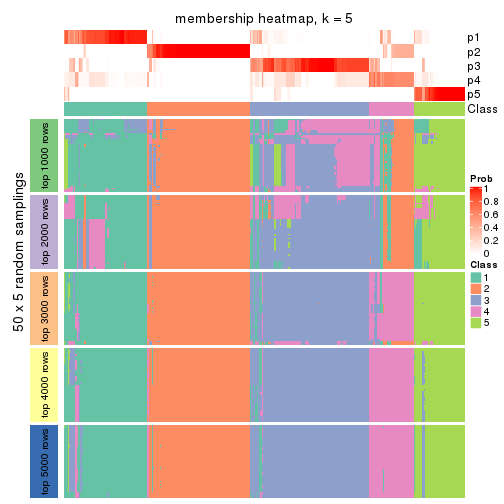 membership heatmap, k = 5
p1
p2
p3
p4
p5
Class
50 x 5 random samplings
top 1000 rows
top 2000 rows
top 3000 rows
top 4000 rows
top 5000 rows
Prob
1
0.8
0.6
0.4
0.2
0
Class
1
2
3
4
5